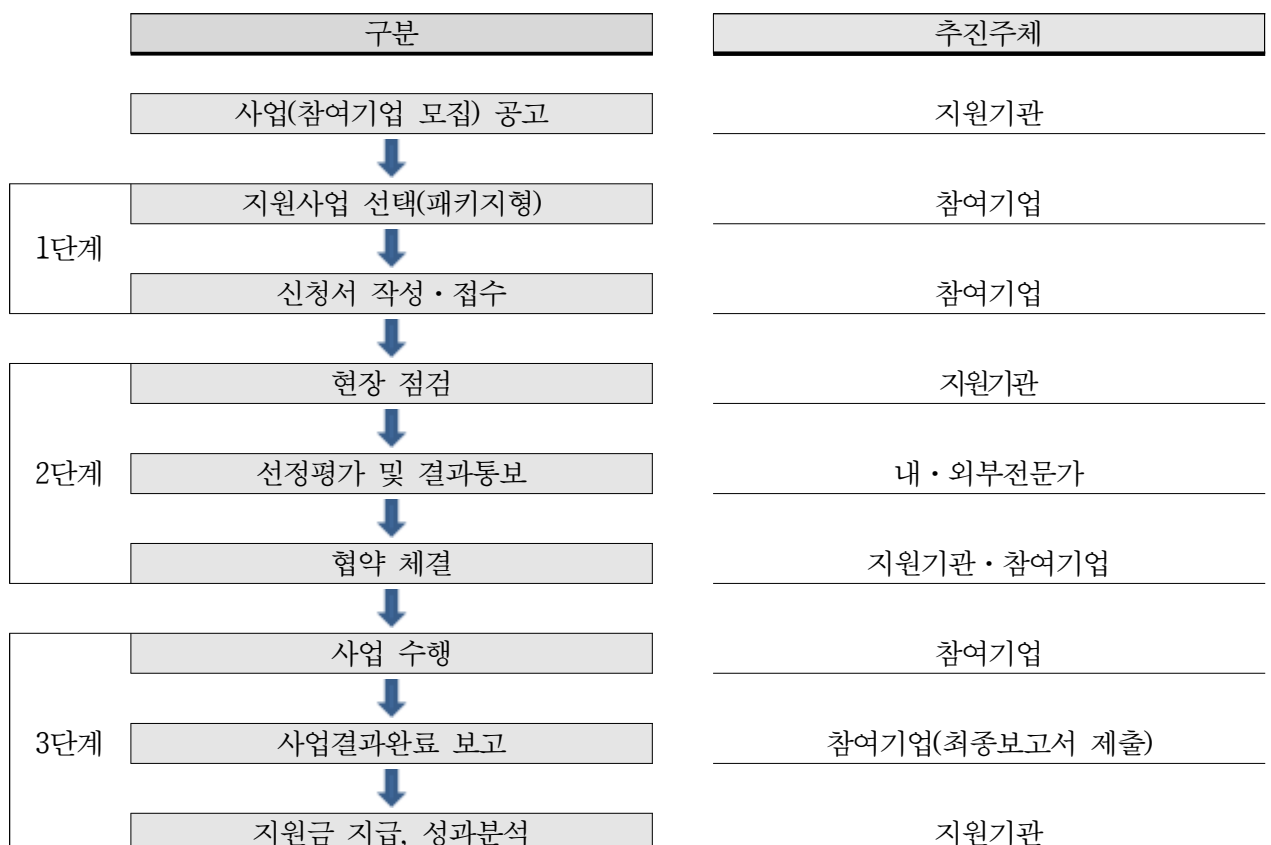 구분 추진주체
사업(참여기업 모집) 공고 지원기관
지원사업 선택(패키지형) 참여기업
1단계
신청서 작성・접수 참여기업
현장 점검 지원기관
2단계 선정평가 및 결과통보 내・외부전문가
협약 체결 지원기관・참여기업
사업 수행 참여기업
3단계 사업결과완료 보고 참여기업(최종보고서 제출)
지원금 지급, 성과분석 지원기관